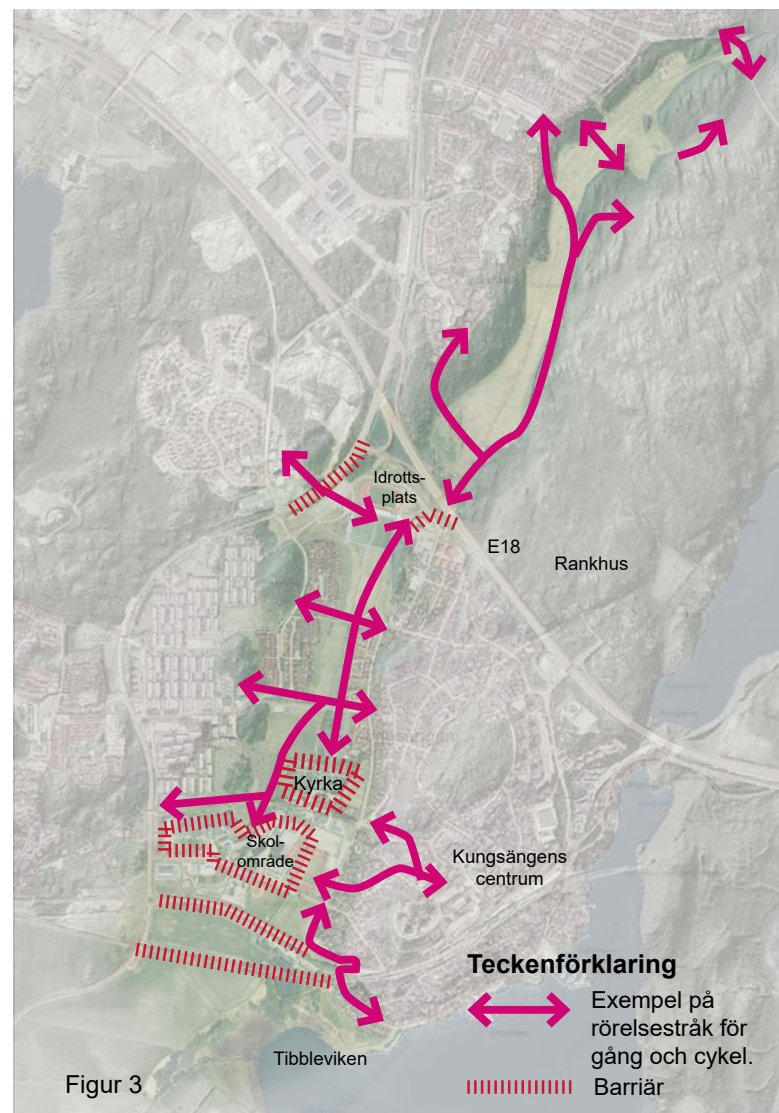 Idrotts-
plats
E18
Rankhus
Kyrka
Skol-
område
Kungsängens
centrum
Teckenförklaring
Exempel på
rörelsestråk för
gång och cykel.
Barriär
Tibbleviken
Figur 3